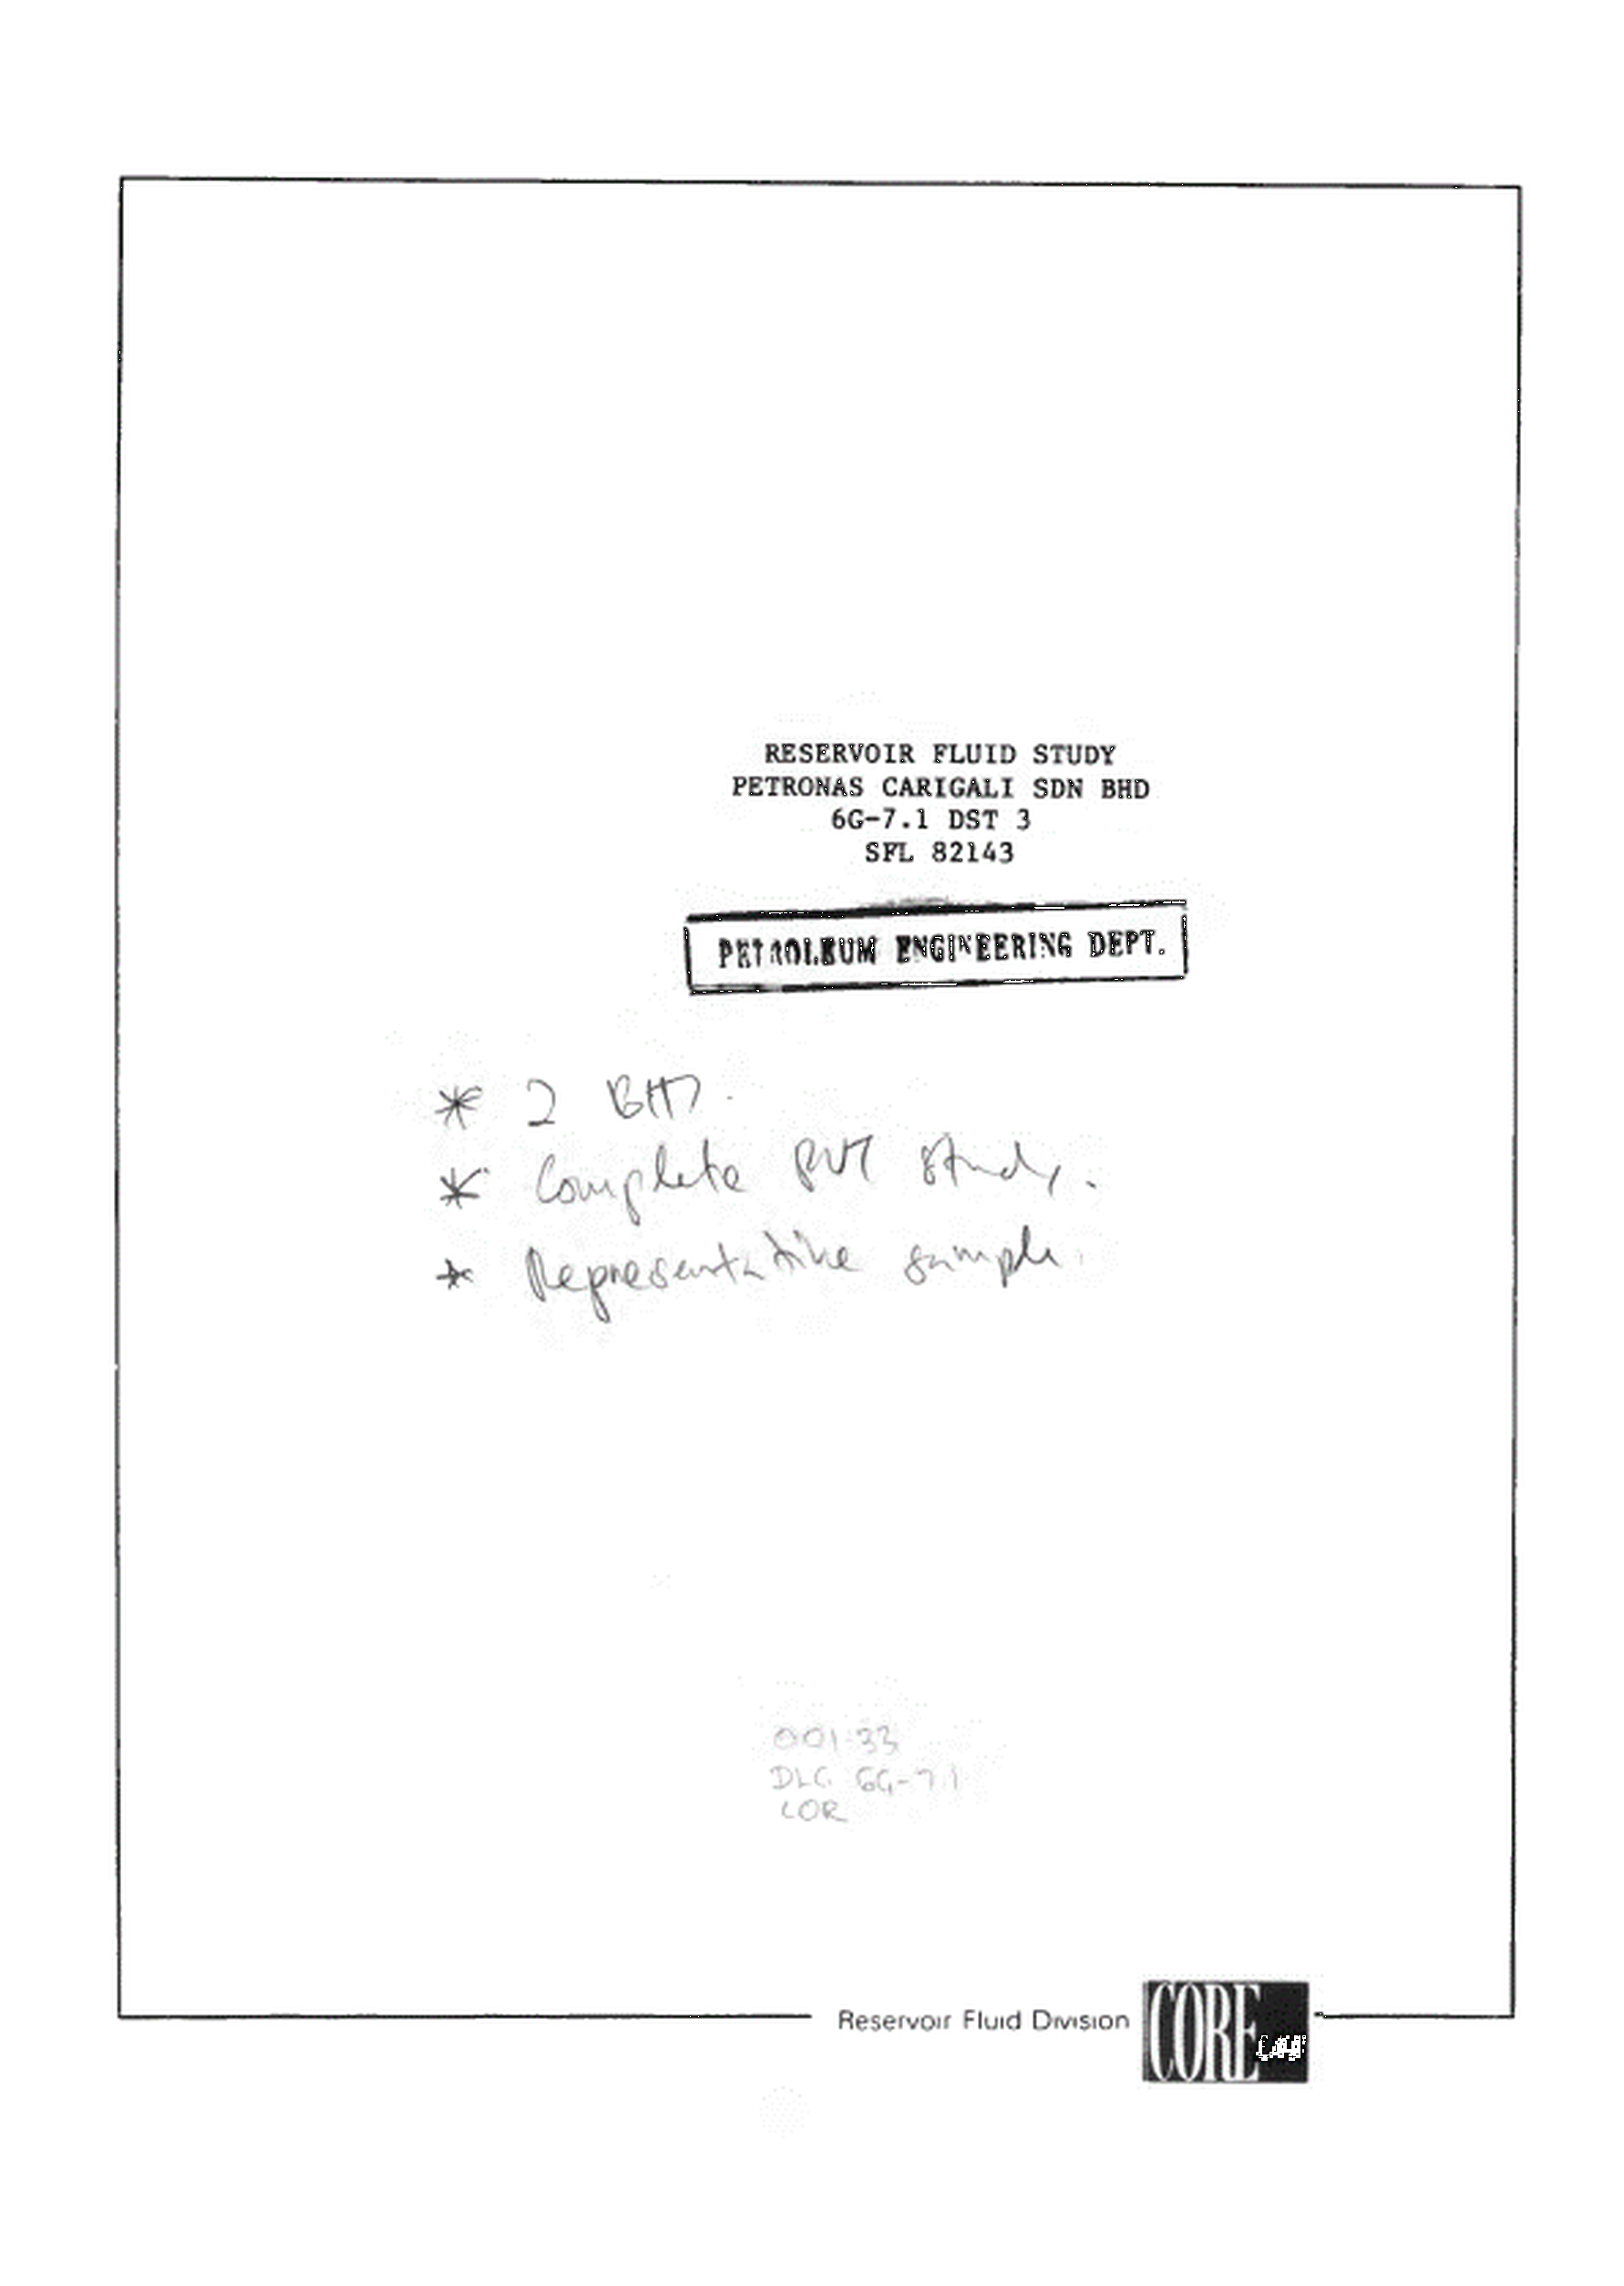 RESERVOIR FLUID STUDY
PETRONAS CARIGALI SDN BHD
6G-7.1 DST 3
SFL 82143
PETROLEUM ENGINEERING DEPT.
* 2
* Complete PVT study.
* Representative sample.
001.33
DLG 6G-7.1
COR
Reservoir Fluid Division
CORE
LAB